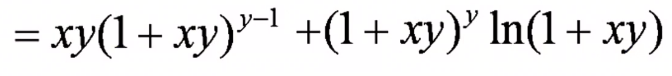 = xy(1 + xy)^{y−1} + (1 + xy)^y ln(1 + xy)